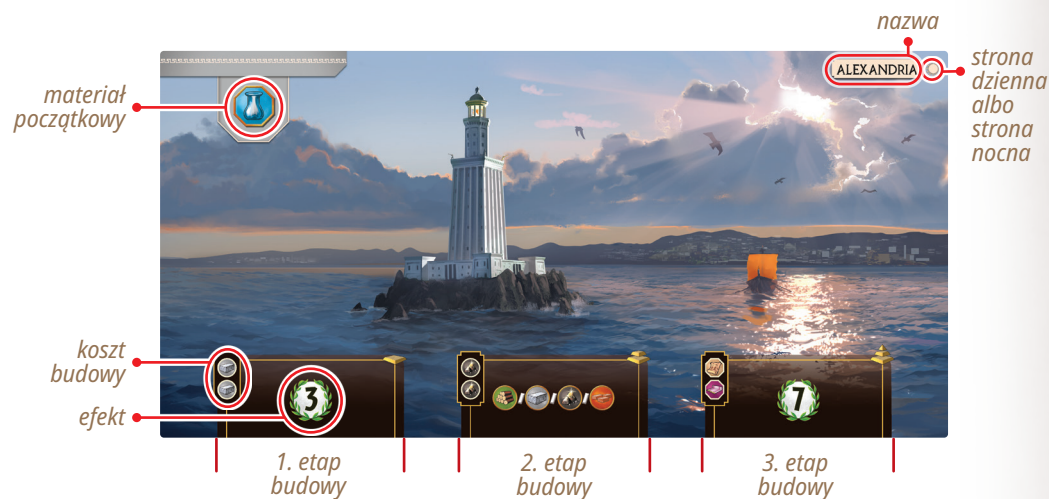 nazwa
ALEXANDRIA
strona
dzienna
albo
strona
nocna
materiał
początkowy
koszt
budowy
efekt
3
7
1. etap
budowy
2. etap
budowy
3. etap
budowy